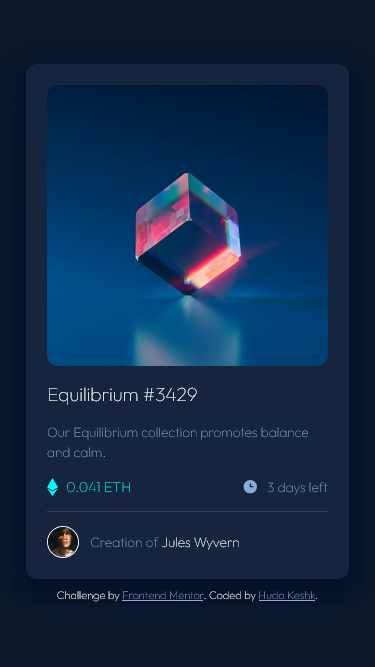 Equilibrium #3429
Our Equilibrium collection promotes balance
and calm.
0.041 ETH
3 days left
Creation of Jules Wyvern
Challenge by Frontend Mentor. Coded by Huda Keshk.